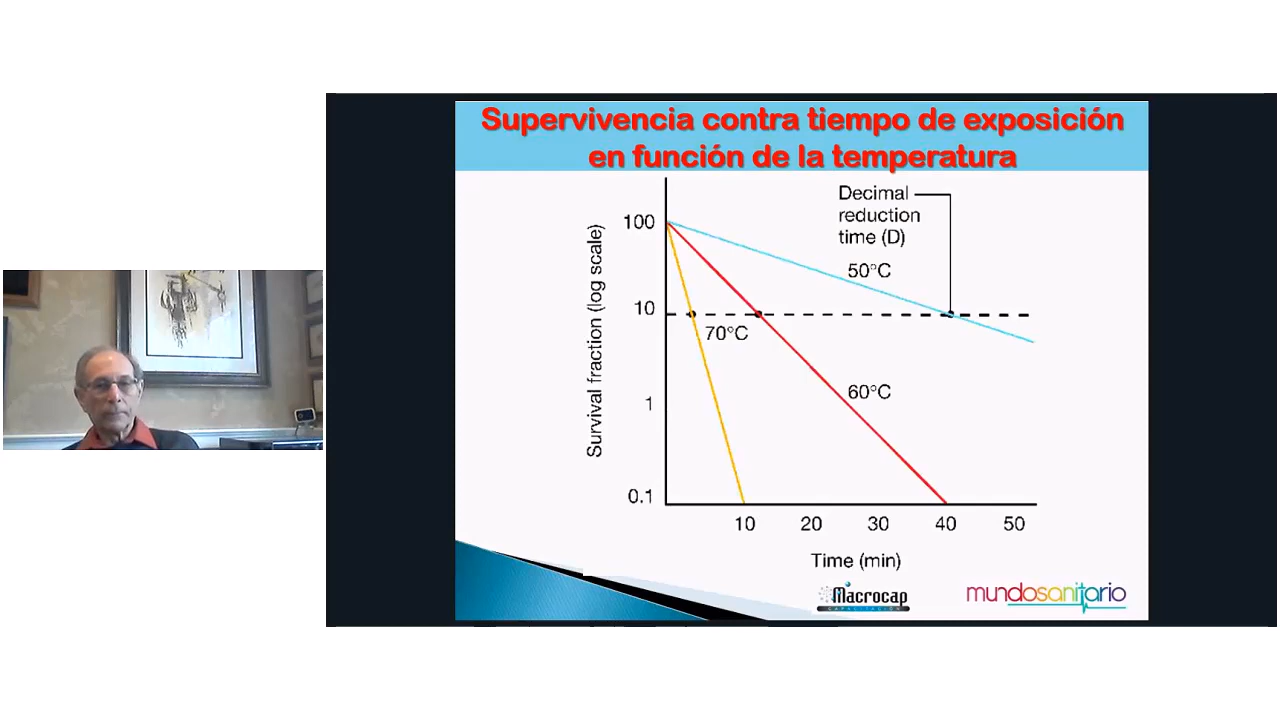 Supervivencia contra tiempo de exposición
en función de la temperatura
Decimal
reduction
time (D)
100
50°C
10
70°C
60°C
1
0.1
Survival fraction (log scale)
10 20 30 40 50
Time (min)
Macrocap
CAPACITACIÓN
mundosanitario